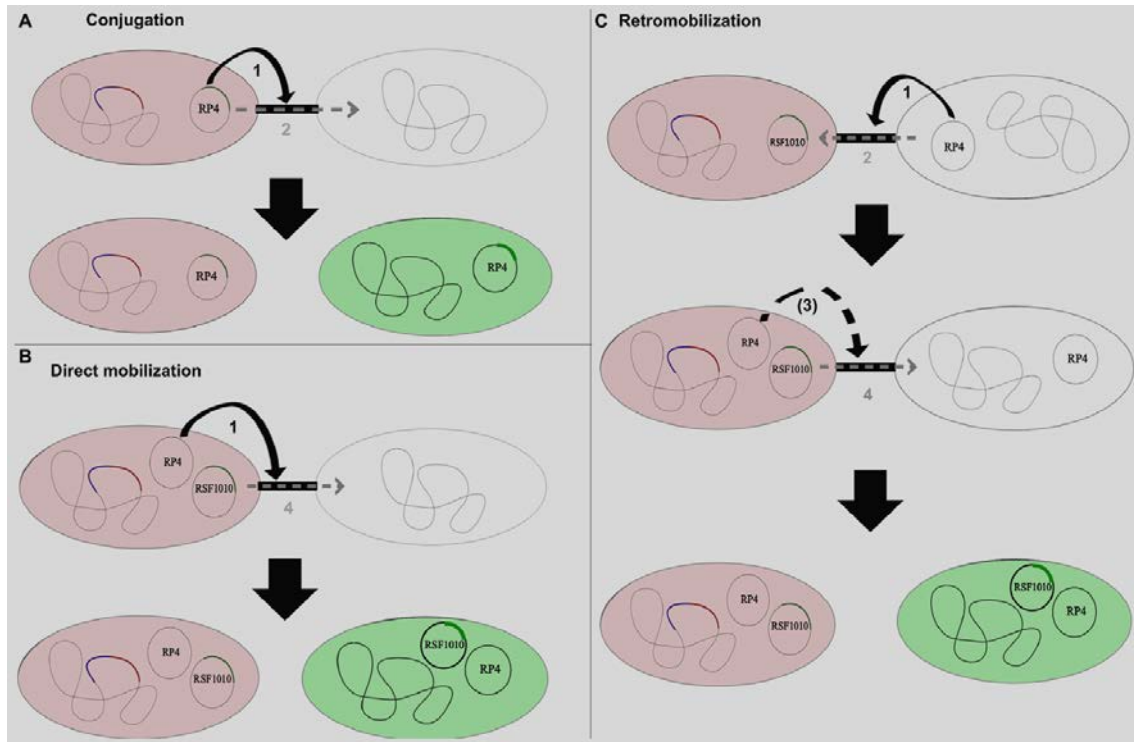 A Conjugation
1
RP4
2
RP4
RP4
B
Direct mobilization
1
RP4
RSF1010
4
RP4
RSF1010
RSF1010
RP4
C Retromobilization
1
RSF1010
RP4
2
(3)
RP4
RSF1010
RP4
4
RP4
RSF1010
RSF1010
RP4